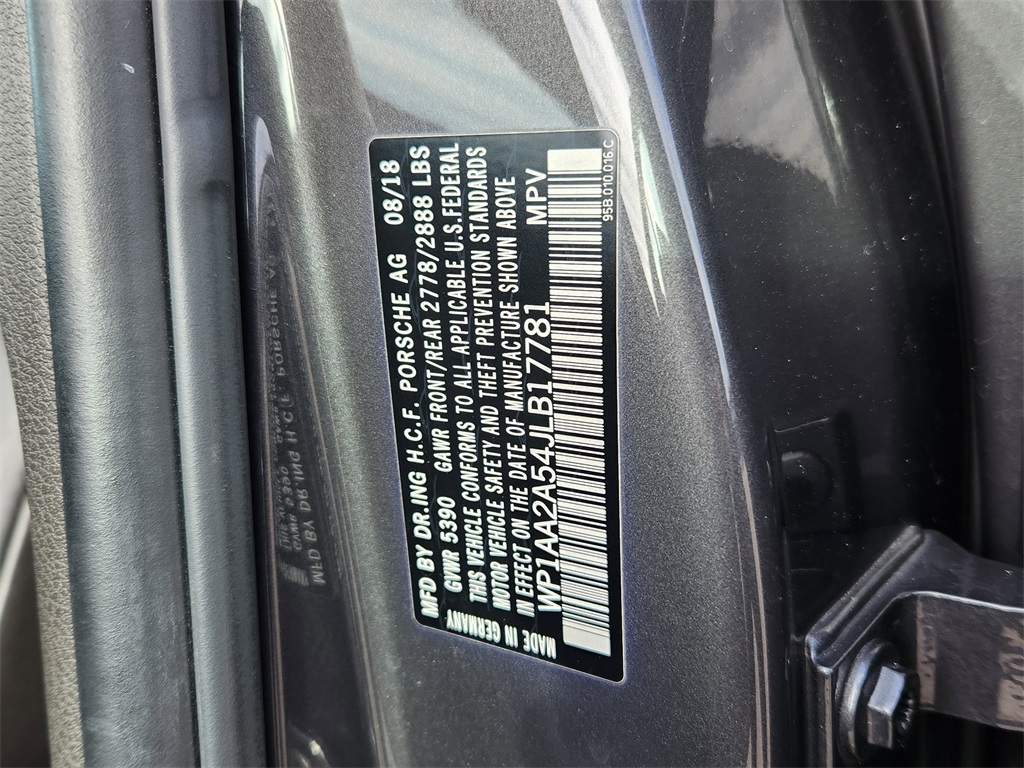 MFD BY DR.ING H.C.F. PORSCHE AG 08/18
GVWR 5390 GAWR FRONT/REAR 2778/2888 LBS
THIS VEHICLE CONFORMS TO ALL APPLICABLE U.S.FEDERAL
MOTOR VEHICLE SAFETY AND THEFT PREVENTION STANDARDS
IN EFFECT ON THE DATE OF MANUFACTURE SHOWN ABOVE
WP1AA2A54JLB17781 MPV
MADE IN GERMANY
95B.010.016.C